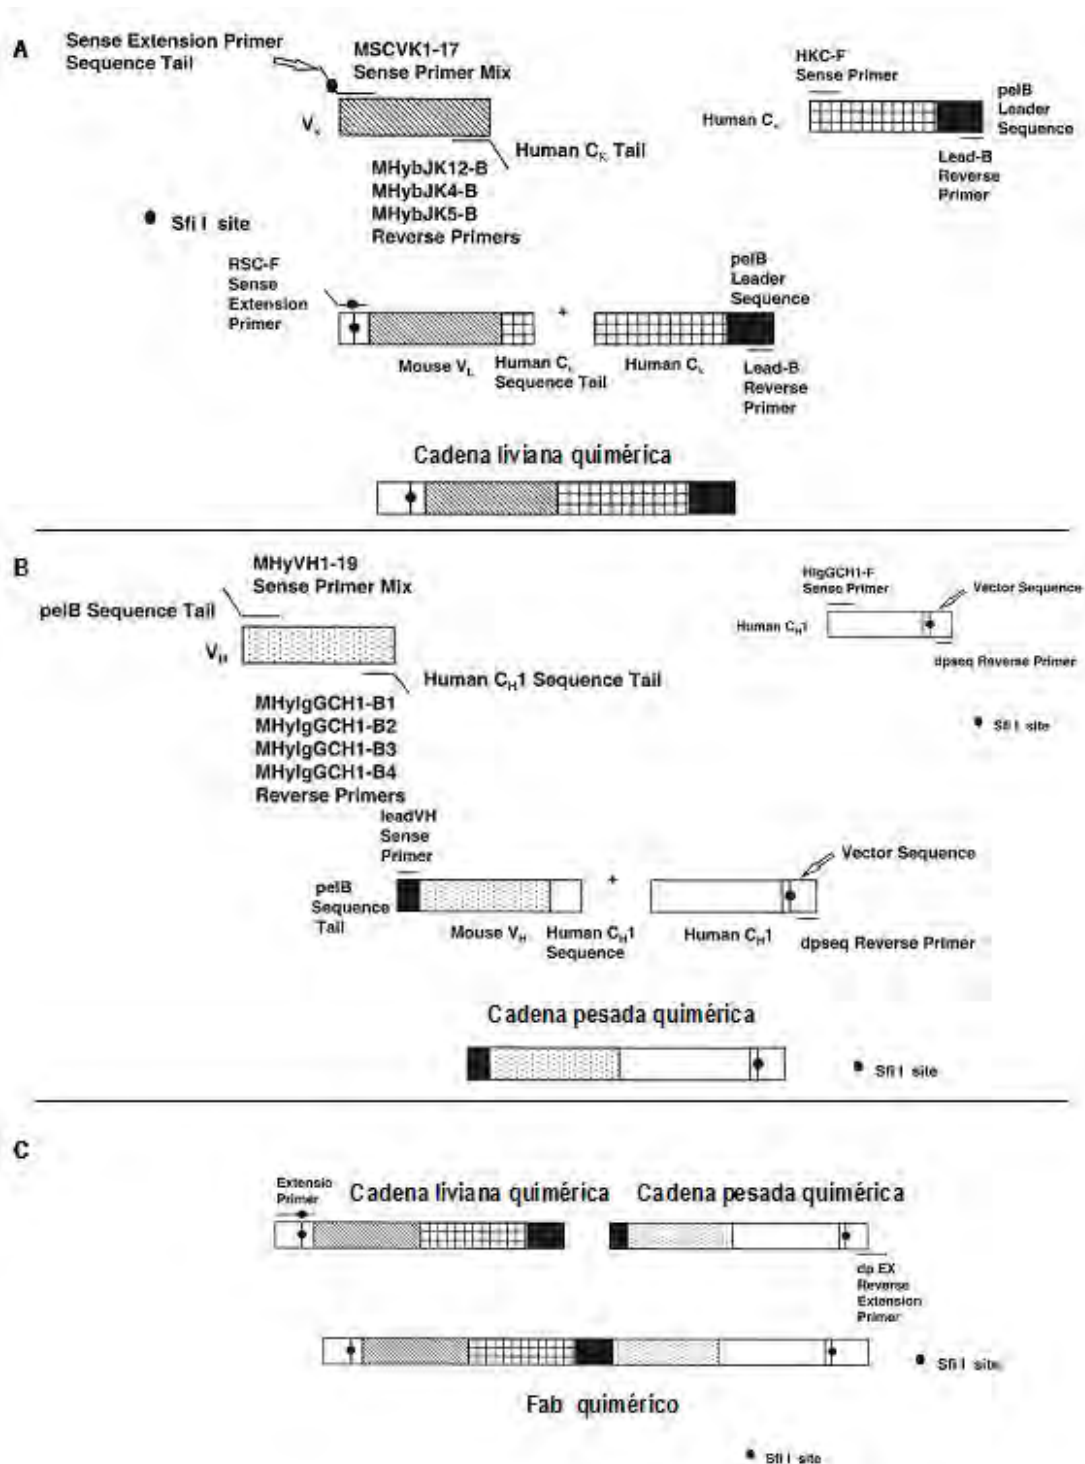 A
Sense Extension Primer
Sequence Tail
MSCVK1-17
Sense Primer Mix
Vκ
Human Cκ Tail
MHybJK12-B
MHybJK4-B
MHybJK5-B
Reverse Primers
Sfi I site
HKC-F
Sense Primer
Human Cκ
pelB
Leader
Sequence
Lead-B
Reverse
Primer
RSC-F
Sense
Extension
Primer
Mouse VL
Human Cκ
Sequence Tail
+
pelB
Leader
Sequence
Human Cκ
Lead-B
Reverse
Primer
Cadena liviana quimérica
B
MHyVH1-19
Sense Primer Mix
pelB Sequence Tail
VH
Human CH1 Sequence Tail
MHyIgGCH1-B1
MHyIgGCH1-B2
MHyIgGCH1-B3
MHyIgGCH1-B4
Reverse Primers
HIgGCH1-F
Sense Primer
Vector Sequence
Human CH1
dpseq Reverse Primer
Sfi I site
leadVH
Sense
Primer
pelB
Sequence
Tail
Mouse VH
Human CH1
Sequence
+
Vector Sequence
Human CH1
dpseq Reverse Primer
Cadena pesada quimérica
Sfi I site
C
Extensio
Primer
Cadena liviana quimérica
Cadena pesada quimérica
dp EX
Reverse
Extension
Primer
Sfi I site
Fab quimérico
Sfi I site